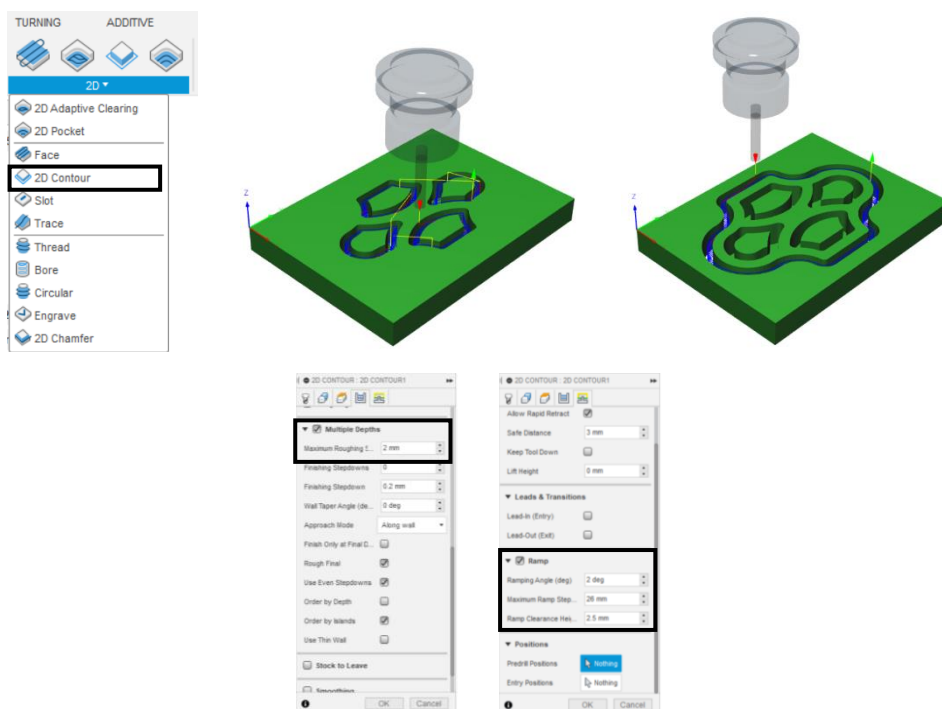 TURNING ADDITIVE
2D ▾
2D Adaptive Clearing
2D Pocket
Face
2D Contour
Slot
Trace
Thread
Bore
Circular
Engrave
2D Chamfer
Z
Z
2D CONTOUR : 2D CONTOUR1
Multiple Depths
Maximum Roughing S... 2 mm
Finishing Stepdowns 0
Finishing Stepdown 0.2 mm
Wall Taper Angle (de... 0 deg
Approach Mode Along wall
Finish Only at Final D...
Rough Final
Use Even Stepdowns
Order by Depth
Order by Islands
Use Thin Wall
Stock to Leave
Smoothing
OK Cancel
2D CONTOUR : 2D CONTOUR1
Allow Rapid Retract
Safe Distance 3 mm
Keep Tool Down
Lift Height 0 mm
Leads & Transitions
Lead-In (Entry)
Lead-Out (Exit)
Ramp
Ramping Angle (deg) 2 deg
Maximum Ramp Step... 26 mm
Ramp Clearance Hei... 2.5 mm
Positions
Predrill Positions Nothing
Entry Positions Nothing
OK Cancel